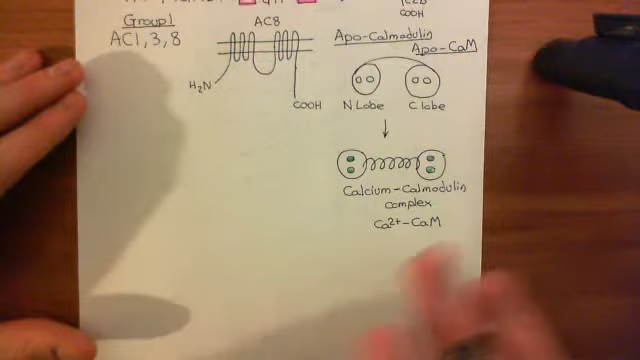 COOH
Group 1
AC1, 3, 8
AC8
H₂N
COOH
Apo-Calmodulin
Apo-CaM
N Lobe
C lobe
Calcium-Calmodulin
complex
Ca²⁺-CaM